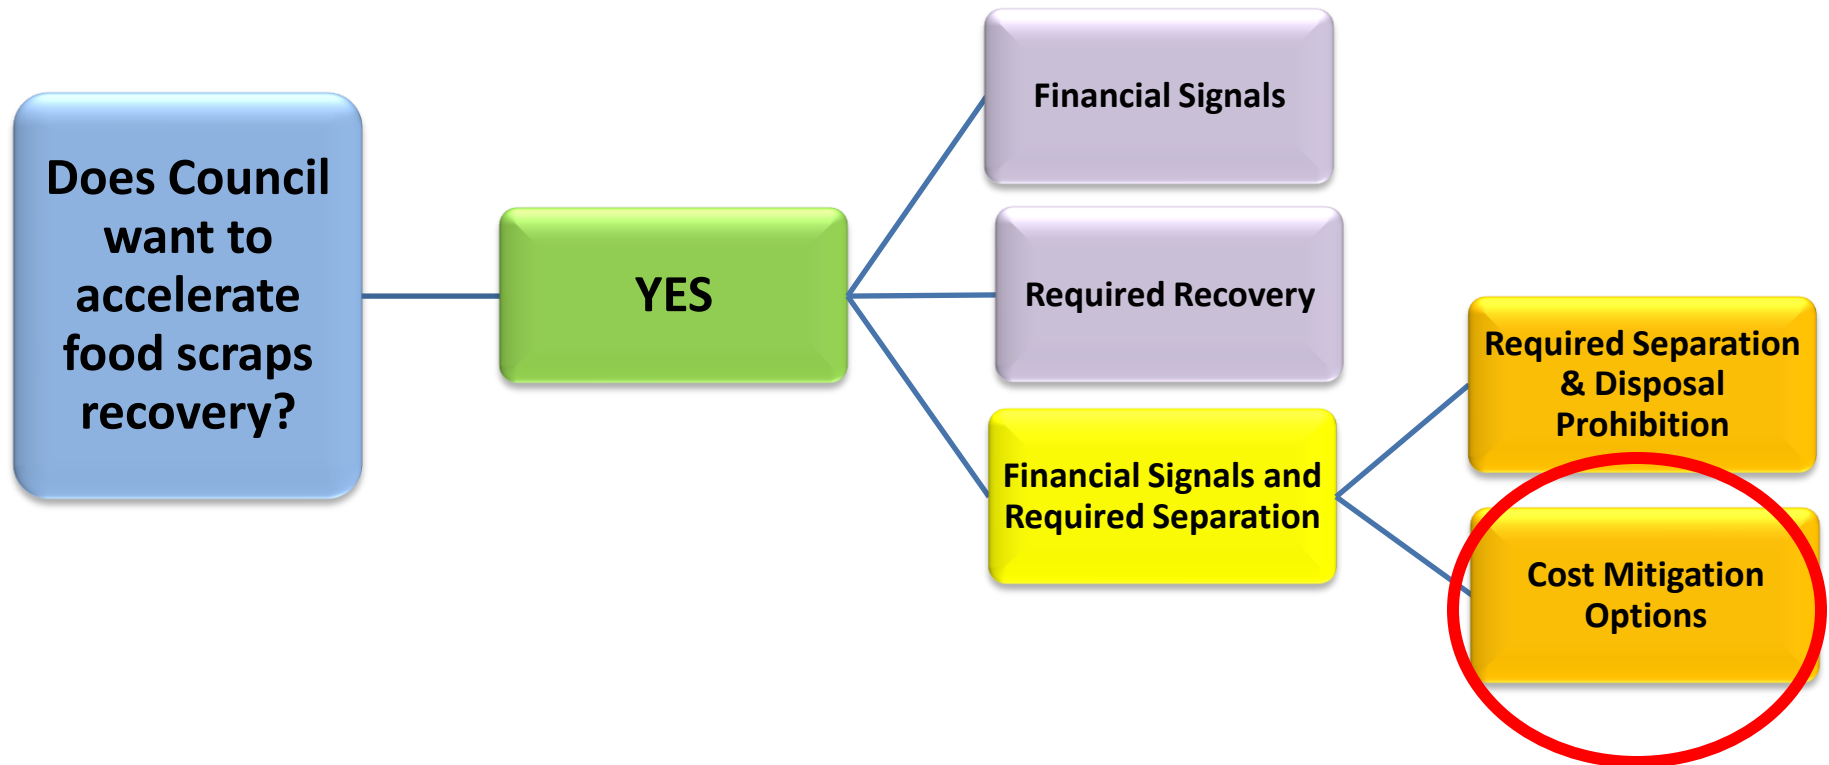 Does Council
want to
accelerate
food scraps
recovery?
YES
Financial Signals
Required Recovery
Financial Signals and
Required Separation
Required Separation
& Disposal
Prohibition
Cost Mitigation
Options